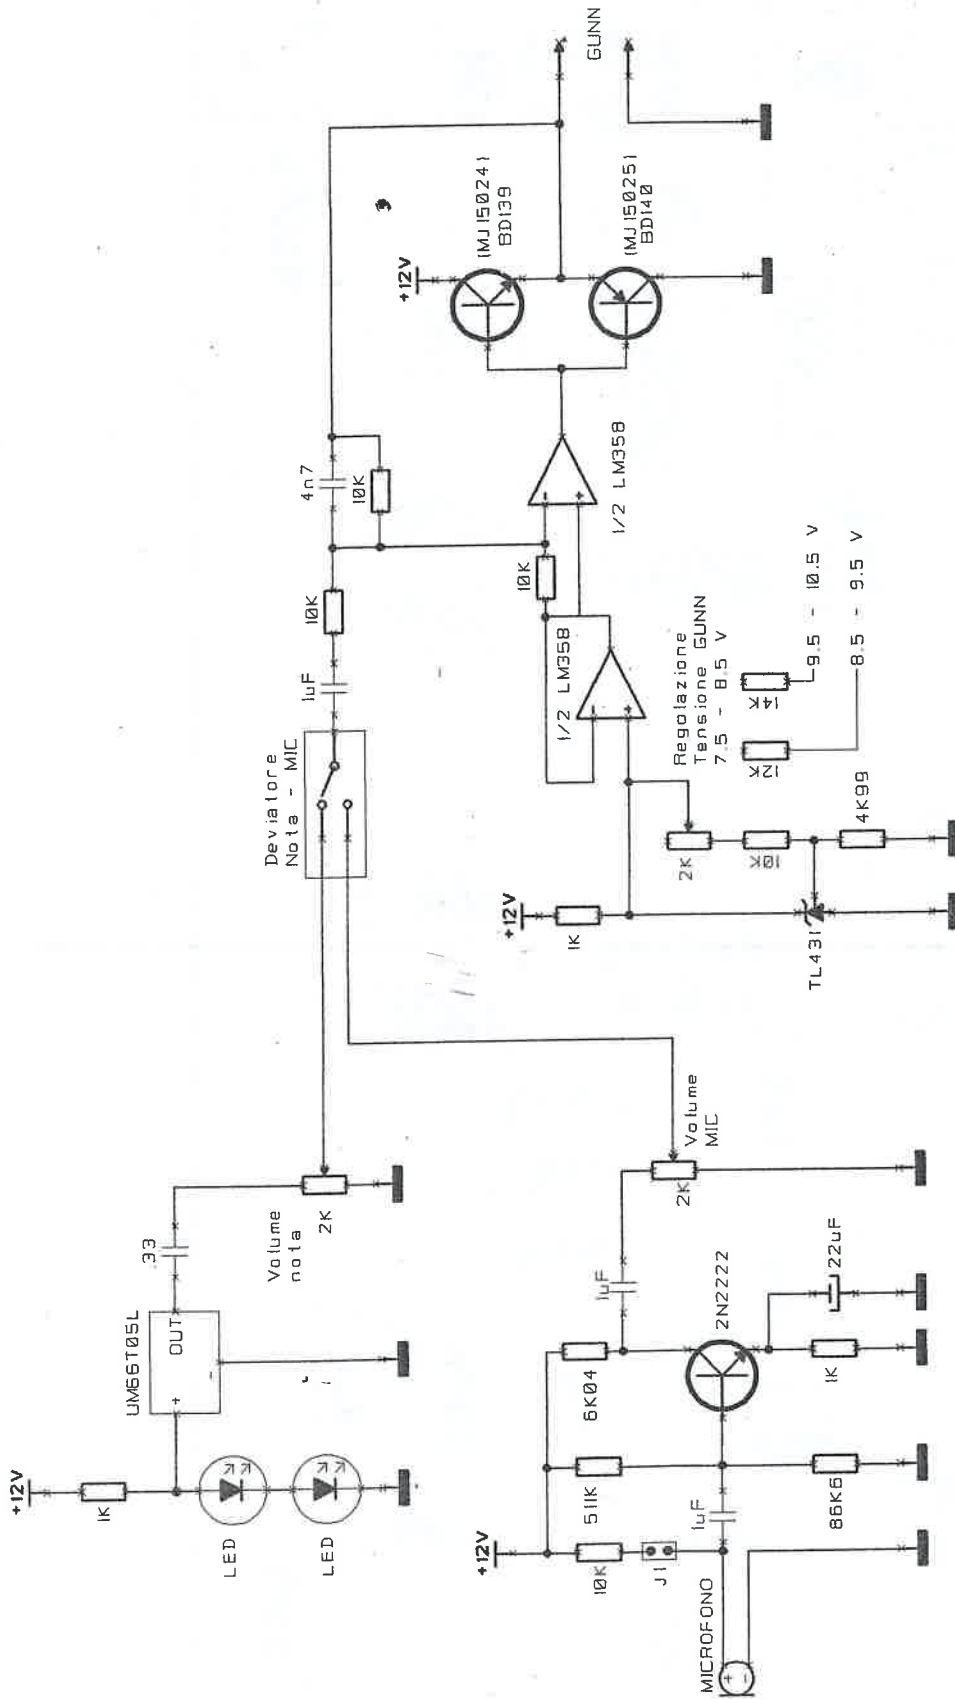 +12V
1K
LED
LED
UM66T05L
+
OUT
-
.33
Volume
nota
2K
Deviatore
Nota - MIC
1uF
10K
4n7
10K
+12V
(MJ15024)
BD139
(MJ15025)
BD140
GUNN
10K
-
+
1/2 LM358
-
+
1/2 LM358
+12V
1K
TL431
Regolazione
Tensione GUNN
7.5 - 8.5 V
2K
10K
4K99
12K
14K
9.5 - 10.5 V
8.5 - 9.5 V
+12V
10K
J1
MICROFONO
+
-
511K
1uF
86K6
6K04
2N2222
1uF
1K
22uF
Volume
MIC
2K